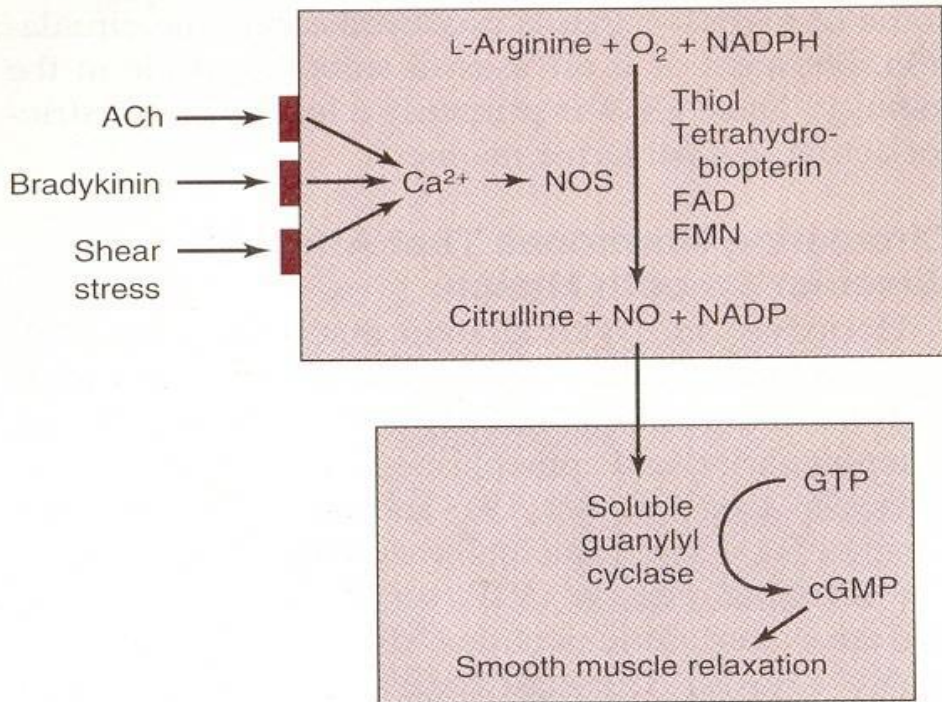 L-Arginine + O₂ + NADPH
Thiol
Tetrahydro-
biopterin
FAD
FMN
ACh
Bradykinin
Shear
stress
Ca²⁺
NOS
Citrulline + NO + NADP
Soluble
guanylyl
cyclase
GTP
cGMP
Smooth muscle relaxation